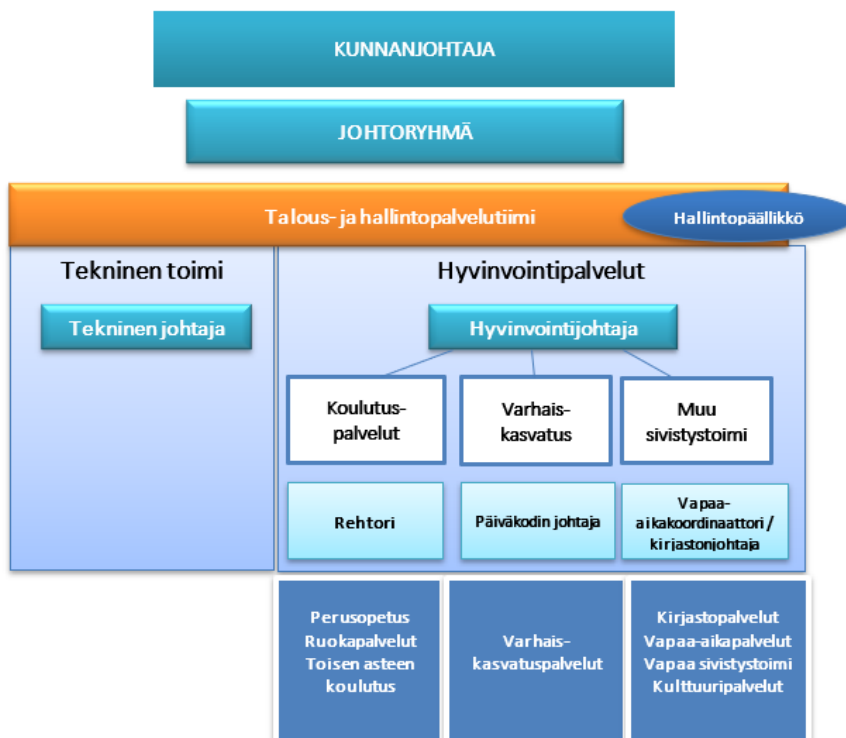 KUNNANJOHTAJA
JOHTORYHMÄ
Talous- ja hallintopalvelutiimi
Hallintopäällikkö
Tekninen toimi
Hyvinvointipalvelut
Tekninen johtaja
Hyvinvointijohtaja
Koulutus-
palvelut
Varhais-
kasvatus
Muu
sivistystoimi
Rehtori
Päiväkodin johtaja
Vapaa-
aikakoordinaattori /
kirjastonjohtaja
Perusopetus
Ruokapalvelut
Toisen asteen
koulutus
Varhais-
kasvatuspalvelut
Kirjastopalvelut
Vapaa-aikapalvelut
Vapaa sivistystoimi
Kulttuuripalvelut